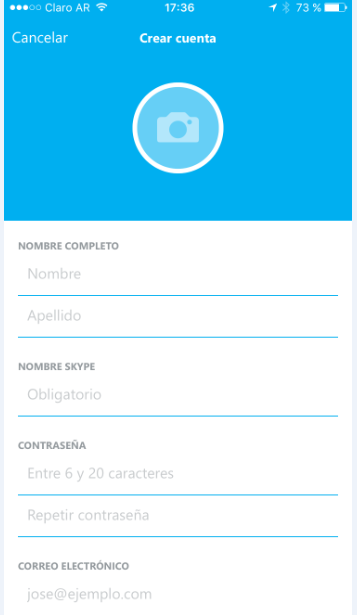 Claro AR 17:36 73 %
Cancelar Crear cuenta
NOMBRE COMPLETO
Nombre
Apellido
NOMBRE SKYPE
Obligatorio
CONTRASEÑA
Entre 6 y 20 caracteres
Repetir contraseña
CORREO ELECTRÓNICO
jose@ejemplo.com